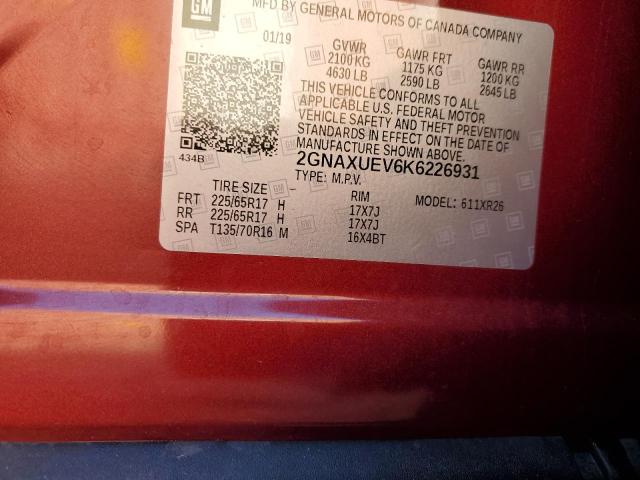 GM
MFD BY GENERAL MOTORS OF CANADA COMPANY
01/19
GVWR GAWR FRT GAWR RR
2100 KG 1175 KG 1200 KG
4630 LB 2590 LB 2645 LB
THIS VEHICLE CONFORMS TO ALL
APPLICABLE U.S. FEDERAL MOTOR
VEHICLE SAFETY AND THEFT PREVENTION
STANDARDS IN EFFECT ON THE DATE OF
MANUFACTURE SHOWN ABOVE.
434B
2GNAXUEV6K6226931
TYPE: M.P.V.
MODEL: 611XR26
TIRE SIZE – RIM
FRT 225/65R17 H 17X7J
RR 225/65R17 H 17X7J
SPA T135/70R16 M 16X4BT